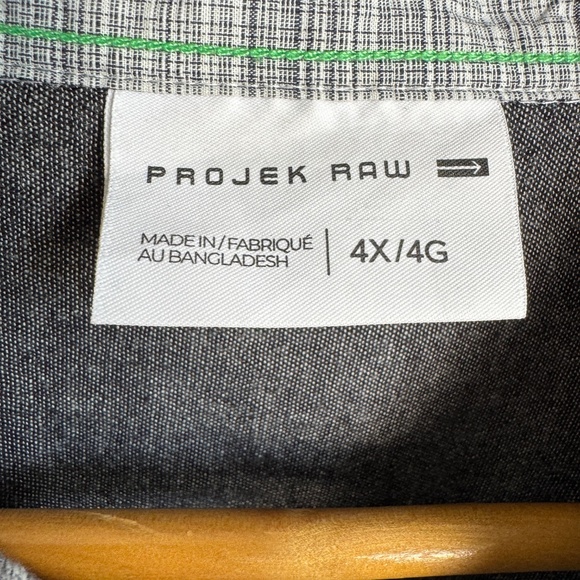 PROJEK RAW
MADE IN/FABRIQUÉ
AU BANGLADESH
4X/4G